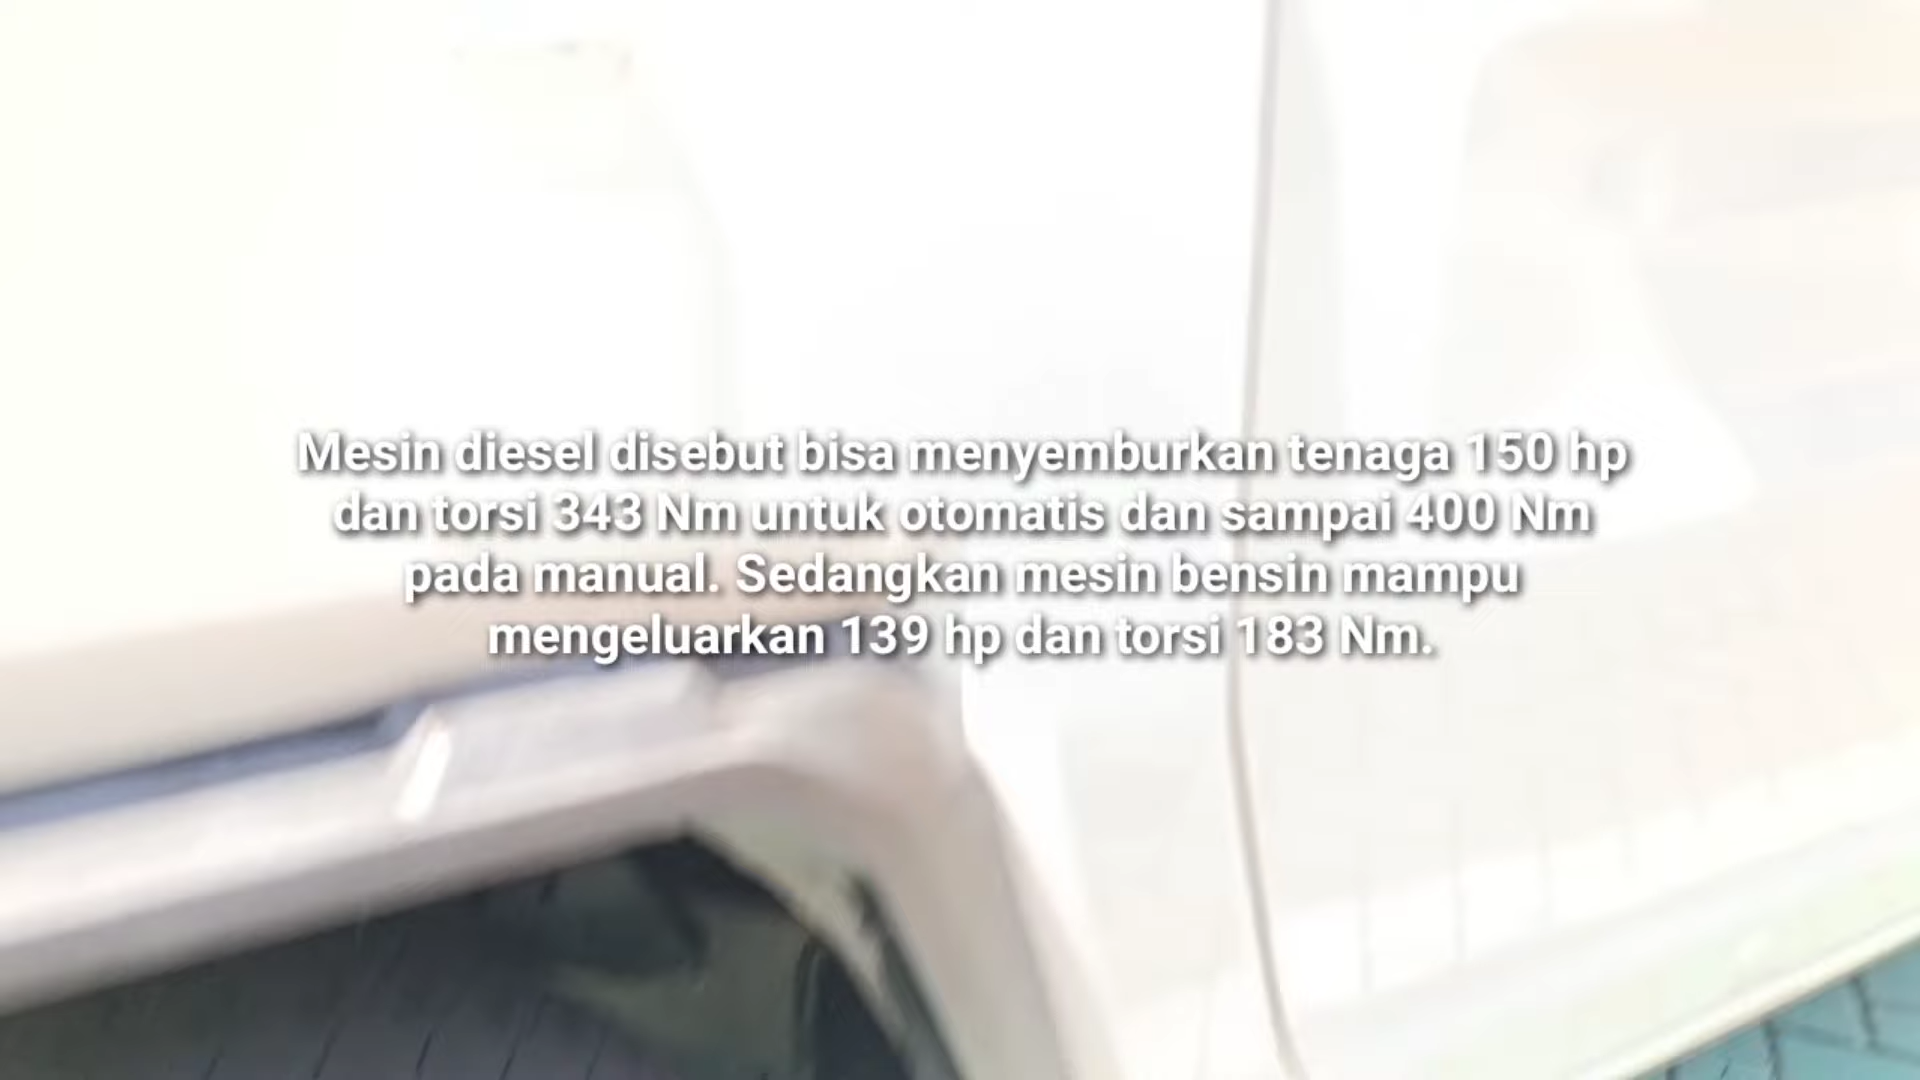 Mesin diesel disebut bisa menyemburkan tenaga 150 hp
dan torsi 343 Nm untuk otomatis dan sampai 400 Nm
pada manual. Sedangkan mesin bensin mampu
mengeluarkan 139 hp dan torsi 183 Nm.